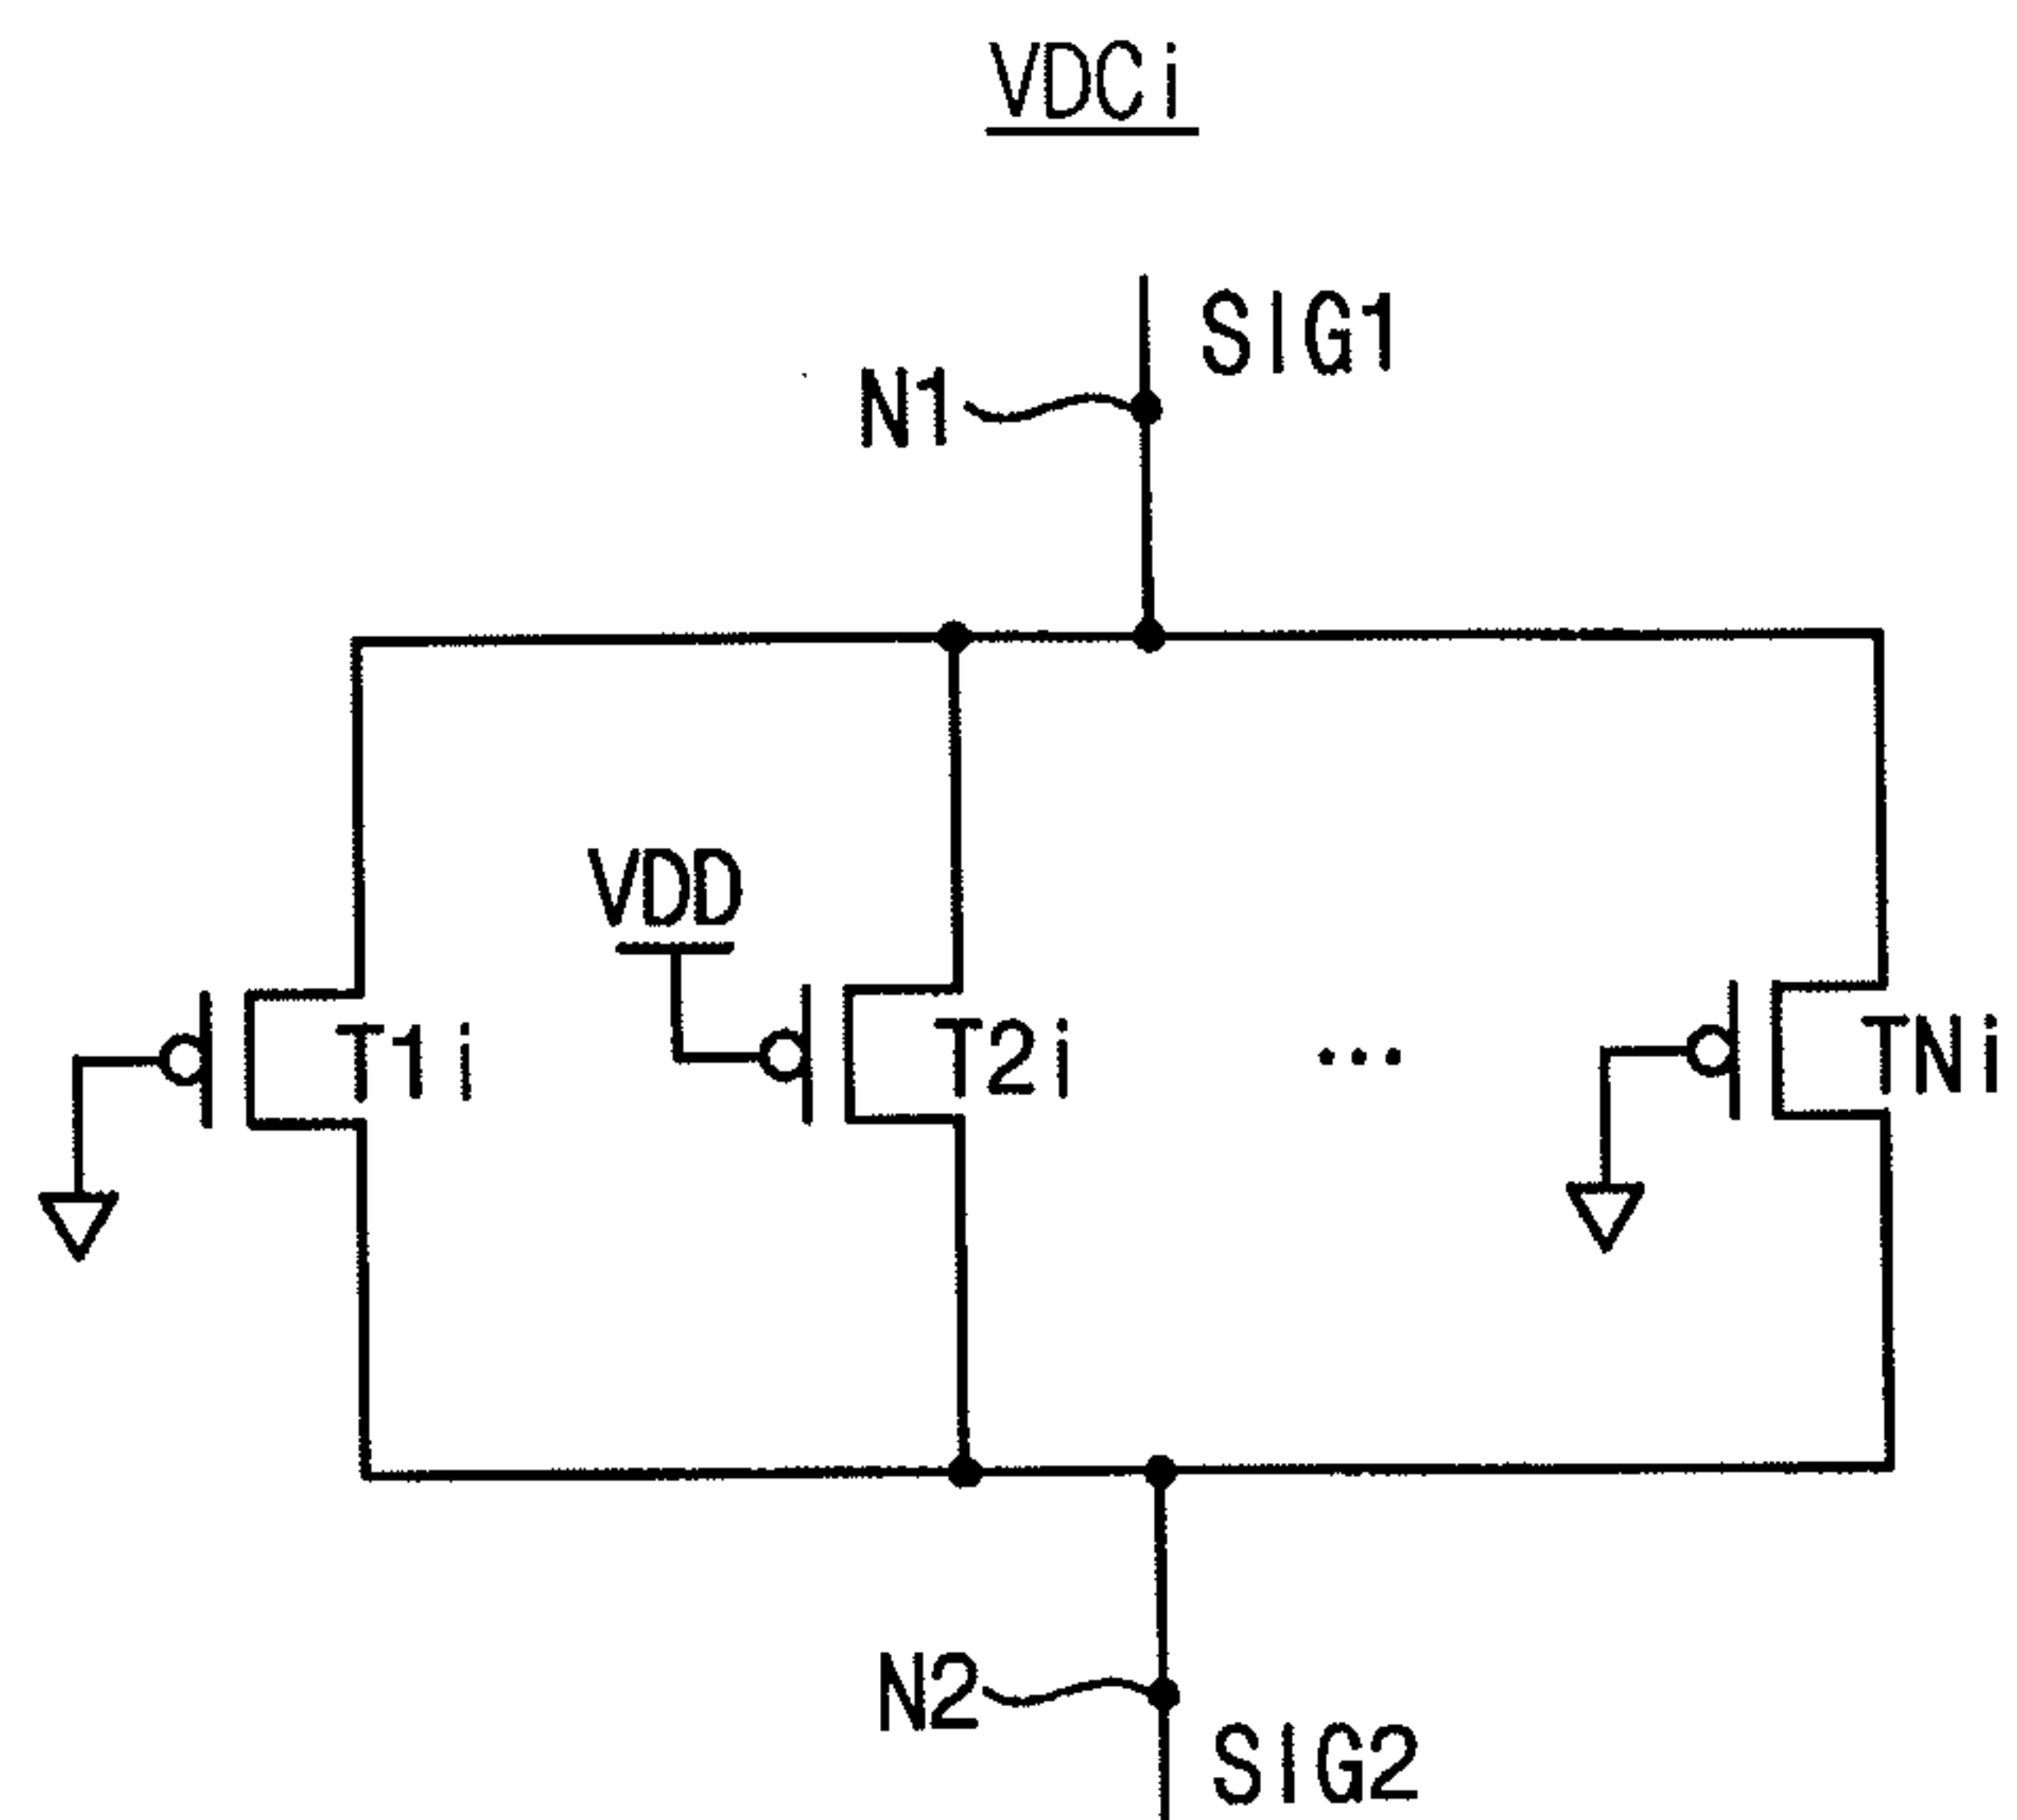 VDCi
SIG1
N1
VDD
T1i
T2i
...
TNi
N2
SIG2